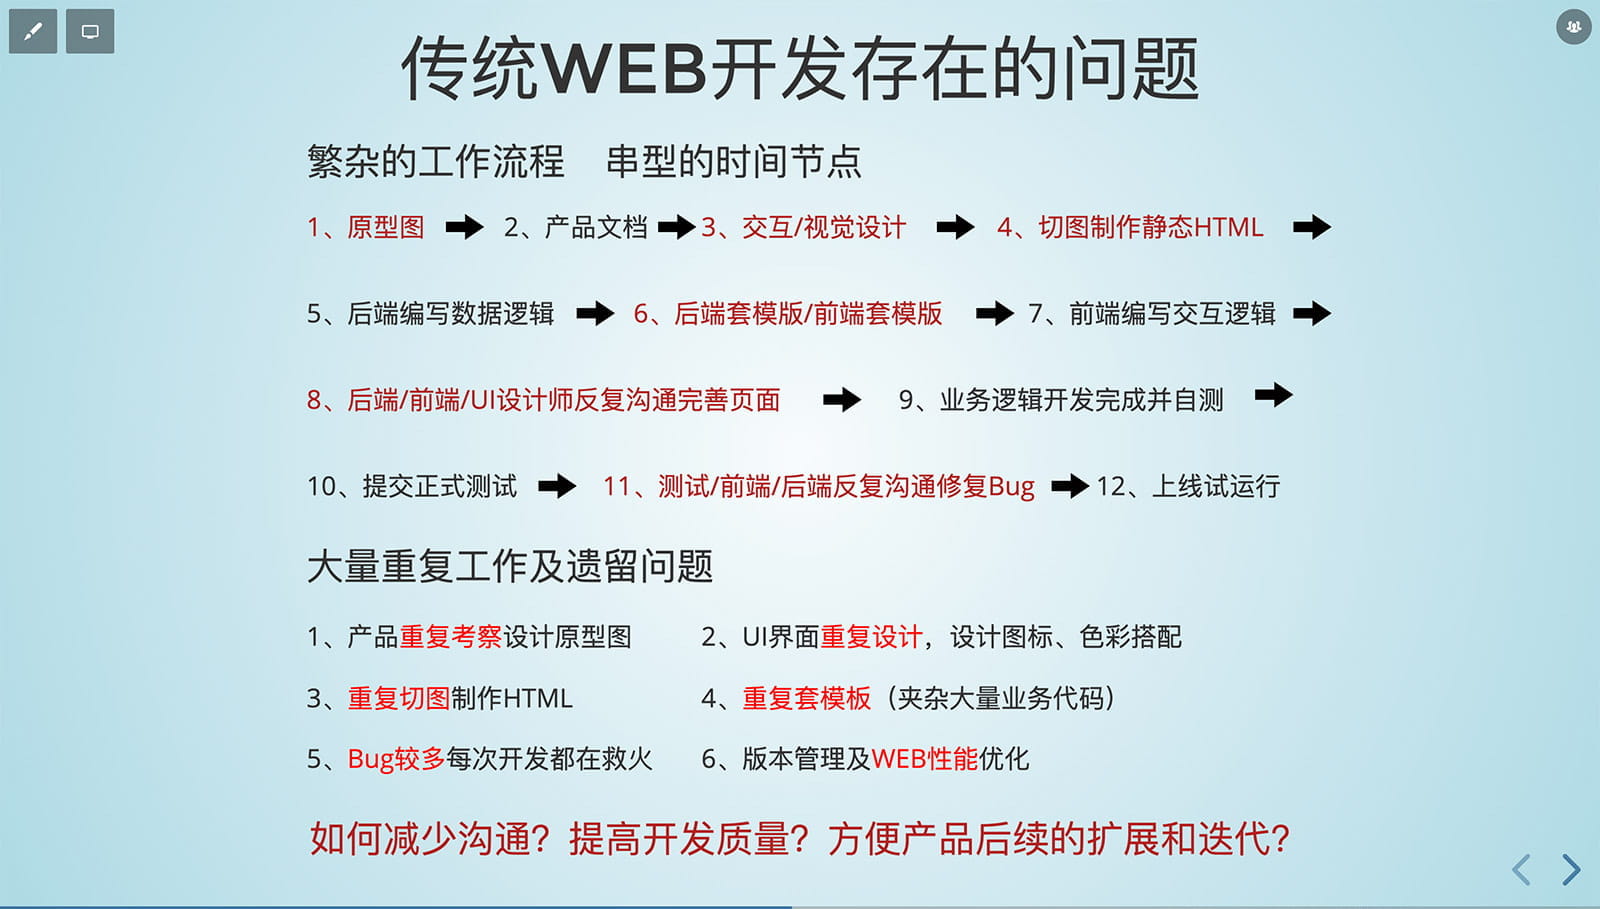 传统WEB开发存在的问题
繁杂的工作流程 串型的时间节点
1、原型图 2、产品文档 3、交互/视觉设计 4、切图制作静态HTML
5、后端编写数据逻辑 6、后端套模版/前端套模版 7、前端编写交互逻辑
8、后端/前端/UI设计师反复沟通完善页面 9、业务逻辑开发完成并自测
10、提交正式测试 11、测试/前端/后端反复沟通修复Bug 12、上线试运行
大量重复工作及遗留问题
1、产品重复考察设计原型图 2、UI界面重复设计，设计图标、色彩搭配
3、重复切图制作HTML 4、重复套模板（夹杂大量业务代码）
5、Bug较多每次开发都在救火 6、版本管理及WEB性能优化
如何减少沟通？提高开发质量？方便产品后续的扩展和迭代？